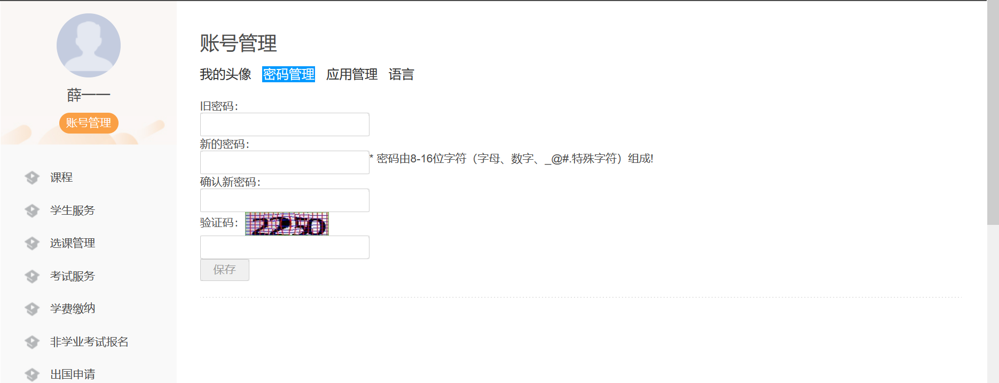 薛一一
账号管理
课程
学生服务
选课管理
考试服务
学费缴纳
非学业考试报名
出国申请
账号管理
我的头像 密码管理 应用管理 语言
旧密码：
新的密码：
* 密码由8-16位字符（字母、数字、_@#.特殊字符）组成!
确认新密码：
验证码： 2250
保存